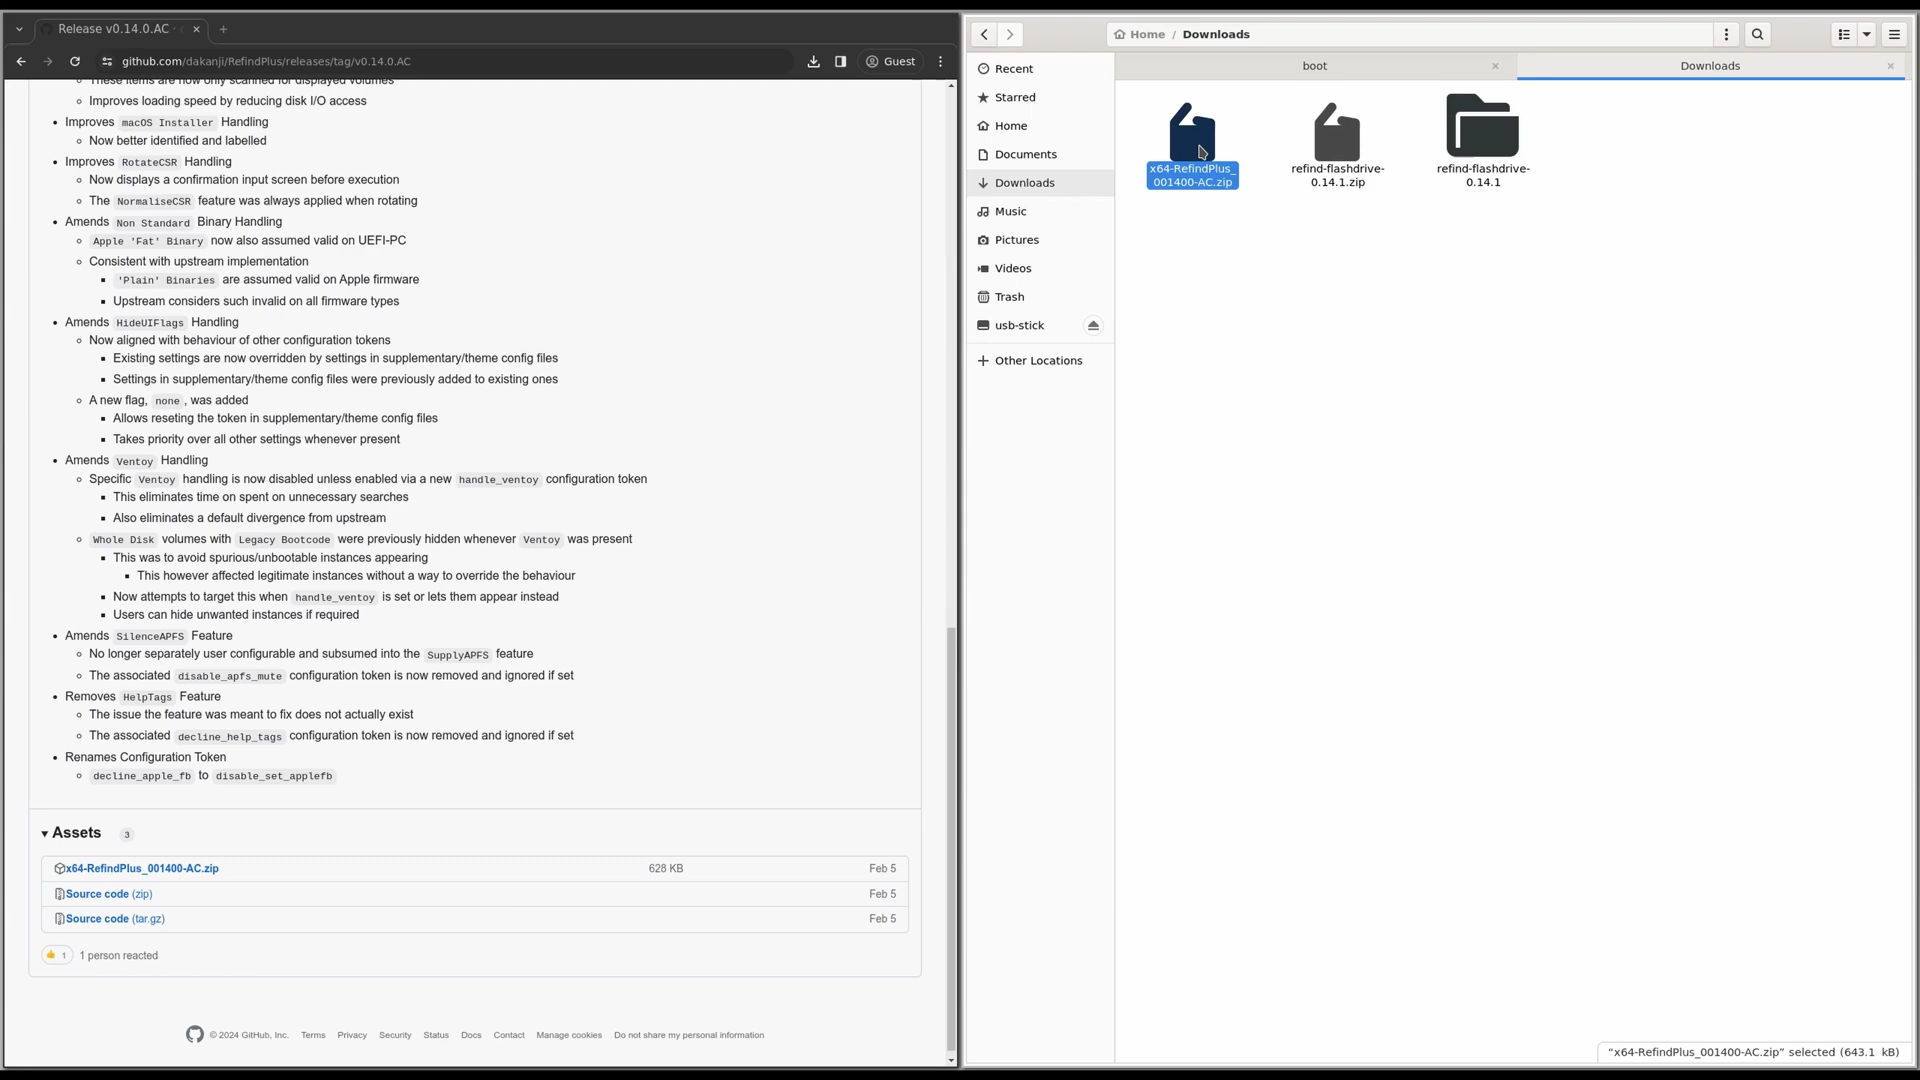 Release v0.14.0.AC ·
github.com/dakanji/RefindPlus/releases/tag/v0.14.0.AC
Guest
These items are now only scanned for displayed volumes
Improves loading speed by reducing disk I/O access
Improves macOS Installer Handling
Now better identified and labelled
Improves RotateCSR Handling
Now displays a confirmation input screen before execution
The NormaliseCSR feature was always applied when rotating
Amends Non Standard Binary Handling
Apple 'Fat' Binary now also assumed valid on UEFI-PC
Consistent with upstream implementation
'Plain' Binaries are assumed valid on Apple firmware
Upstream considers such invalid on all firmware types
Amends HideUIFlags Handling
Now aligned with behaviour of other configuration tokens
Existing settings are now overridden by settings in supplementary/theme config files
Settings in supplementary/theme config files were previously added to existing ones
A new flag, none, was added
Allows reseting the token in supplementary/theme config files
Takes priority over all other settings whenever present
Amends Ventoy Handling
Specific Ventoy handling is now disabled unless enabled via a new handle_ventoy configuration token
This eliminates time on spent on unnecessary searches
Also eliminates a default divergence from upstream
Whole Disk volumes with Legacy Bootcode were previously hidden whenever Ventoy was present
This was to avoid spurious/unbootable instances appearing
This however affected legitimate instances without a way to override the behaviour
Now attempts to target this when handle_ventoy is set or lets them appear instead
Users can hide unwanted instances if required
Amends SilenceAPFS Feature
No longer separately user configurable and subsumed into the SupplyAPFS feature
The associated disable_apfs_mute configuration token is now removed and ignored if set
Removes HelpTags Feature
The issue the feature was meant to fix does not actually exist
The associated decline_help_tags configuration token is now removed and ignored if set
Renames Configuration Token
decline_apple_fb to disable_set_applefb
Assets 3
x64-RefindPlus_001400-AC.zip 628 KB Feb 5
Source code (zip) Feb 5
Source code (tar.gz) Feb 5
1 1 person reacted
© 2024 GitHub, Inc. Terms Privacy Security Status Docs Contact Manage cookies Do not share my personal information
Home / Downloads
boot
Downloads
Recent
Starred
Home
Documents
Downloads
Music
Pictures
Videos
Trash
usb-stick
Other Locations
x64-RefindPlus_
001400-AC.zip
refind-flashdrive-
0.14.1.zip
refind-flashdrive-
0.14.1
“x64-RefindPlus_001400-AC.zip” selected (643.1 kB)